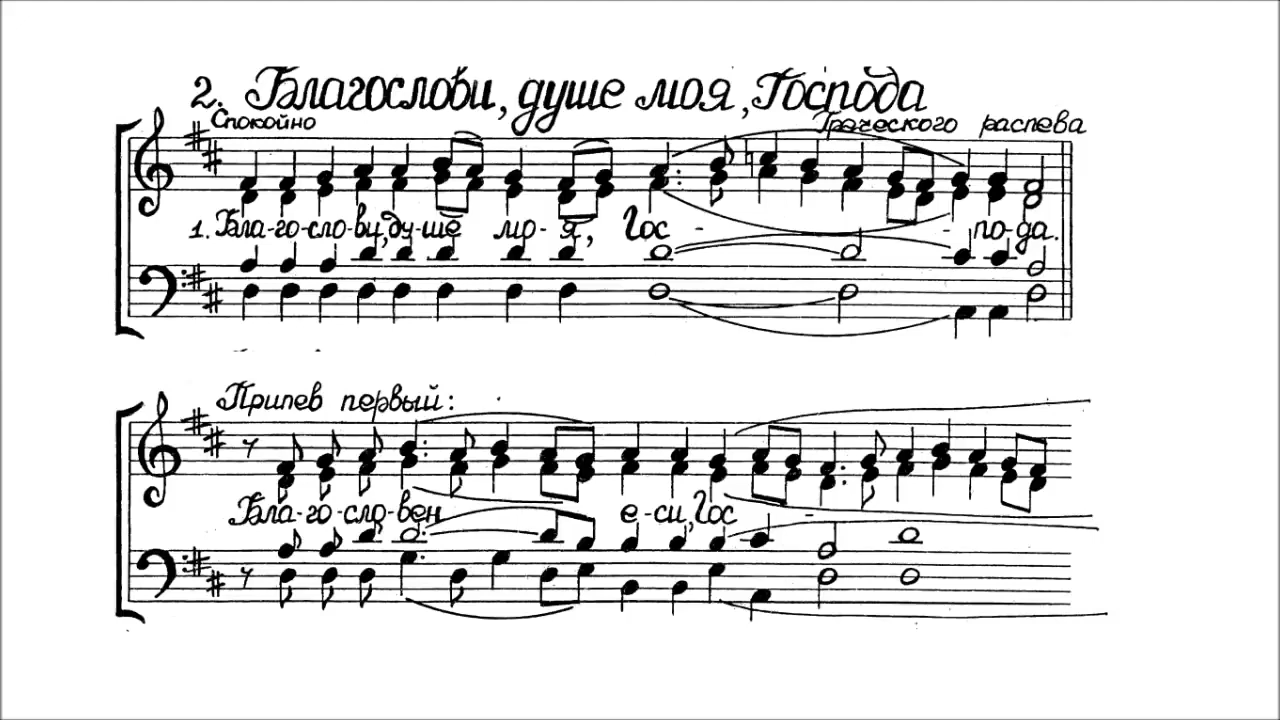 2. Благослови, душе моя, Господа
Спокойно
Греческого распева
1. Бла-го-сло-ви, ду-ше мо-я, Гос - - по-да.
Припев первый:
Бла-го-сло-вен е-си, Гос -